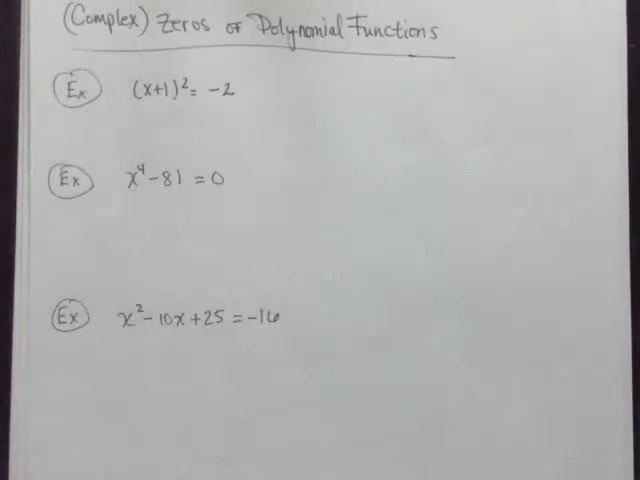 (Complex) Zeros of Polynomial Functions
Ex (x+1)² = -2
Ex x⁴ - 81 = 0
Ex x² - 10x + 25 = -16